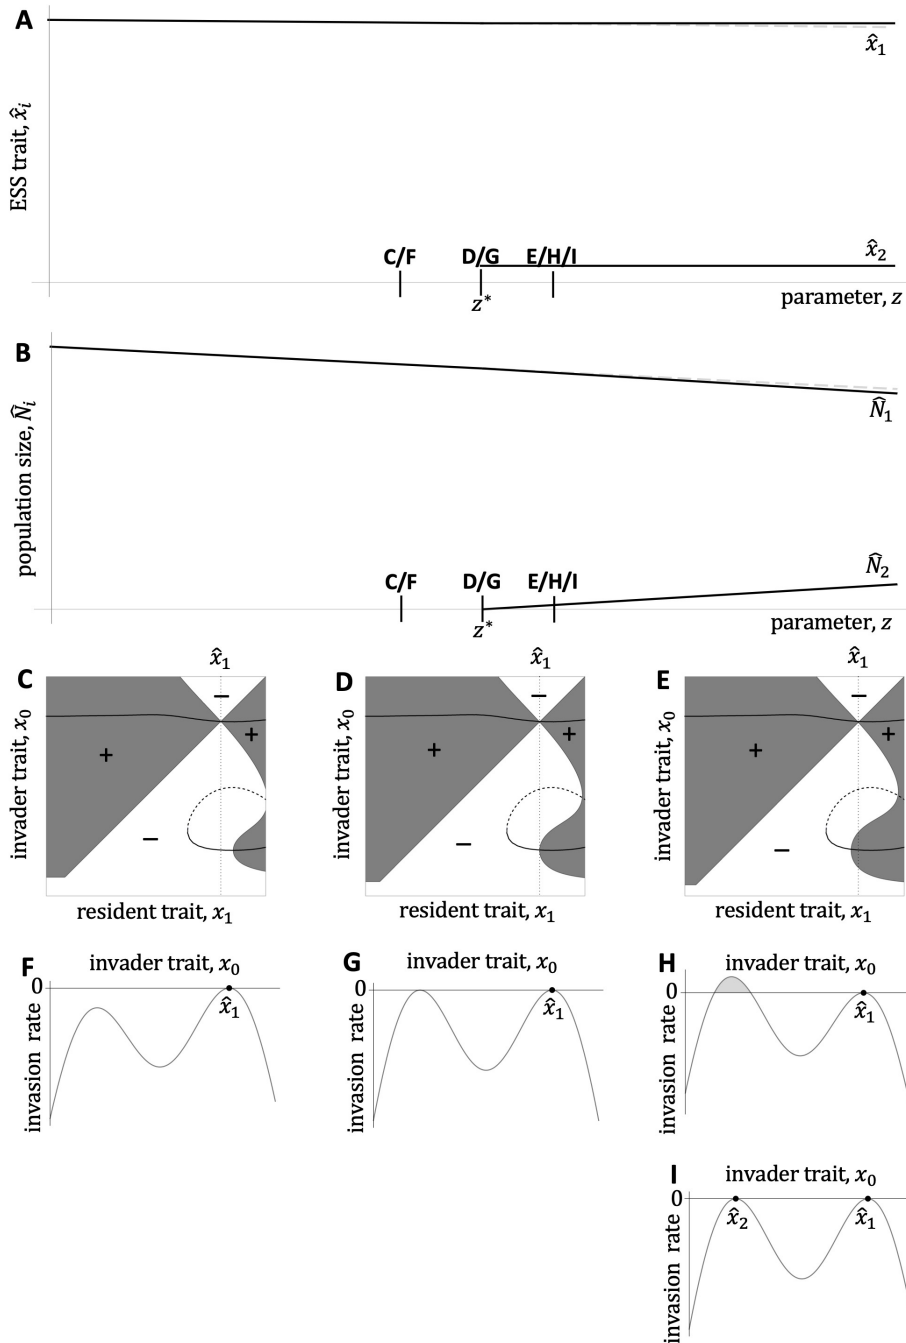 A
ESS trait, x̂ᵢ
x̂₁
x̂₂
C/F D/G E/H/I
z*
parameter, z
B
population size, N̂ᵢ
N̂₁
N̂₂
C/F D/G E/H/I
z*
parameter, z
C x̂₁ D x̂₁ E x̂₁
invader trait, x₀
− + + −
resident trait, x₁
invader trait, x₀
− + + −
resident trait, x₁
invader trait, x₀
− + + −
resident trait, x₁
F invader trait, x₀
0
x̂₁
invasion rate
G invader trait, x₀
0
x̂₁
invasion rate
H invader trait, x₀
0
x̂₁
invasion rate
I invader trait, x₀
0
x̂₂ x̂₁
invasion rate